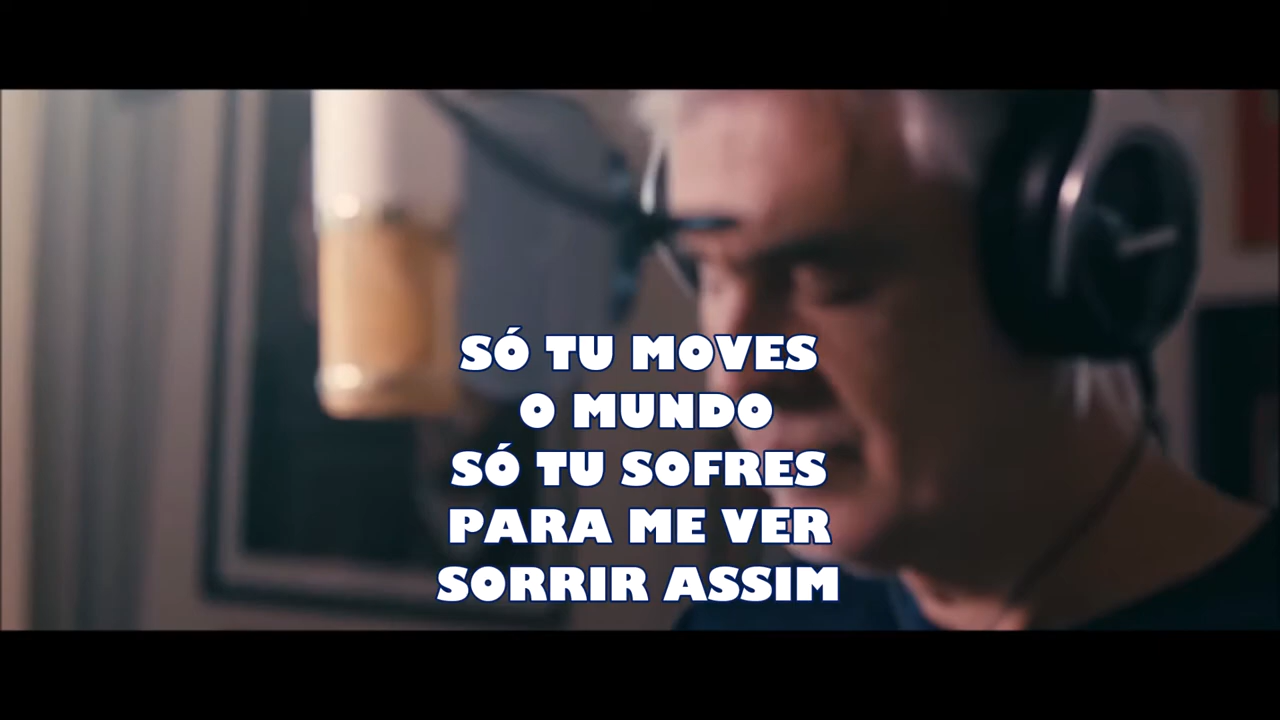 SÓ TU MOVES
O MUNDO
SÓ TU SOFRES
PARA ME VER
SORRIR ASSIM